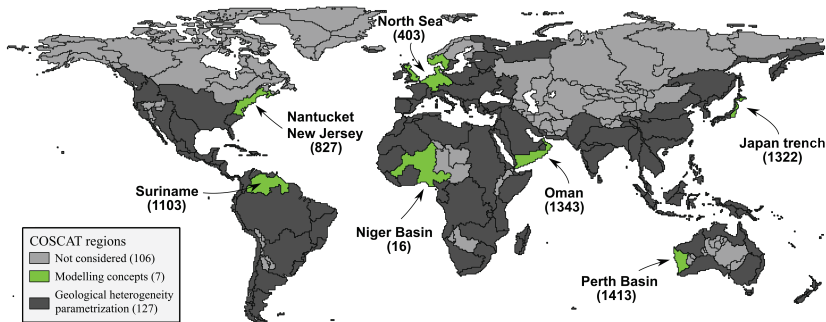 North Sea
(403)
Nantucket
New Jersey
(827)
Japan trench
(1322)
Suriname
(1103)
Oman
(1343)
Niger Basin
(16)
Perth Basin
(1413)
COSCAT regions
Not considered (106)
Modelling concepts (7)
Geological heterogeneity
parametrization (127)